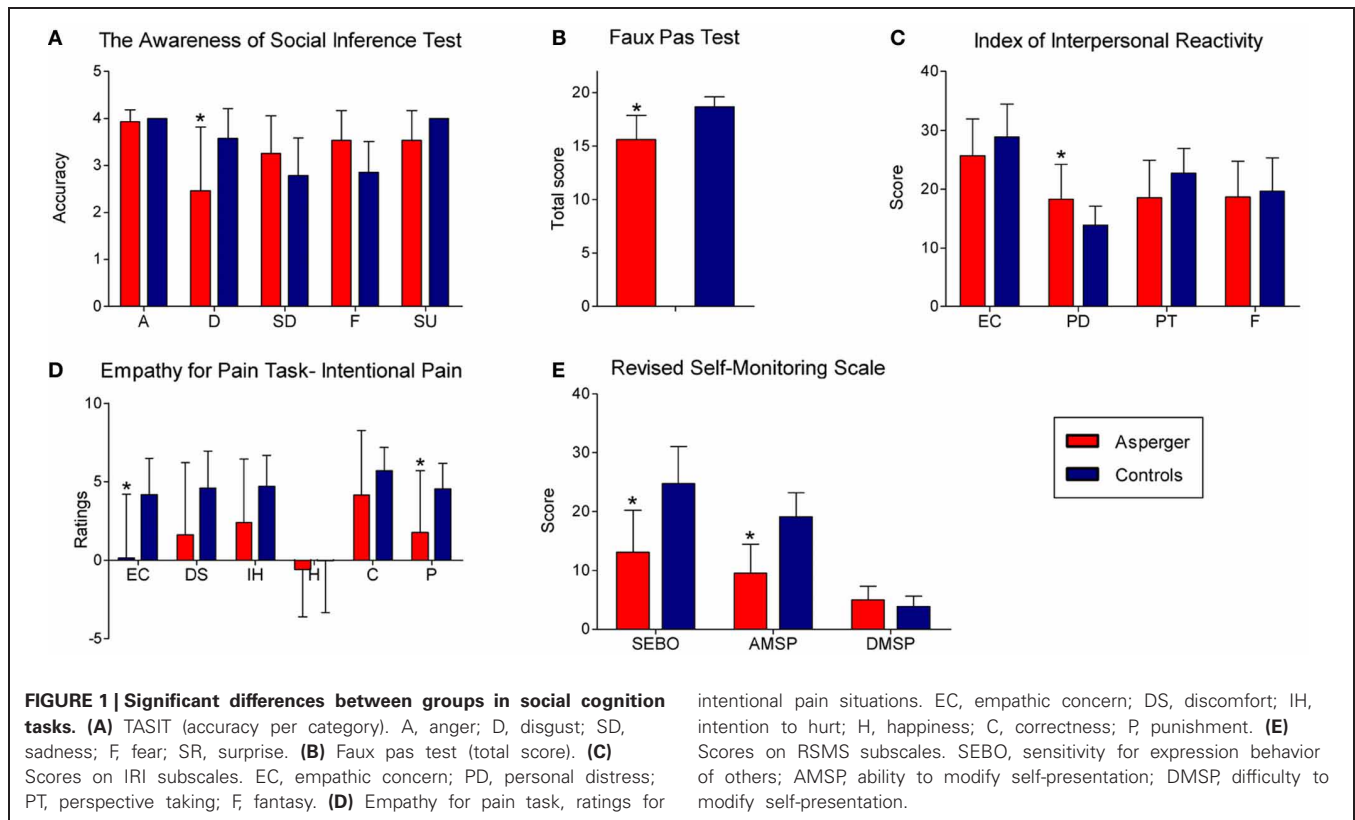 A The Awareness of Social Inference Test
5
4
3
2
1
0
Accuracy
*
A D SD F SU
B Faux Pas Test
20
15
10
5
0
Total score
*
C Index of Interpersonal Reactivity
40
30
20
10
0
Score
*
EC PD PT F
D Empathy for Pain Task- Intentional Pain
10
5
0
-5
Ratings
* *
EC DS IH H C P
E Revised Self-Monitoring Scale
40
30
20
10
0
Score
* *
SEBO AMSP DMSP
Asperger
Controls
FIGURE 1 | Significant differences between groups in social cognition
tasks. (A) TASIT (accuracy per category). A, anger; D, disgust; SD,
sadness; F, fear; SR, surprise. (B) Faux pas test (total score). (C)
Scores on IRI subscales. EC, empathic concern; PD, personal distress;
PT, perspective taking; F, fantasy. (D) Empathy for pain task, ratings for
intentional pain situations. EC, empathic concern; DS, discomfort; IH,
intention to hurt; H, happiness; C, correctness; P, punishment. (E)
Scores on RSMS subscales. SEBO, sensitivity for expression behavior
of others; AMSP, ability to modify self-presentation; DMSP, difficulty to
modify self-presentation.